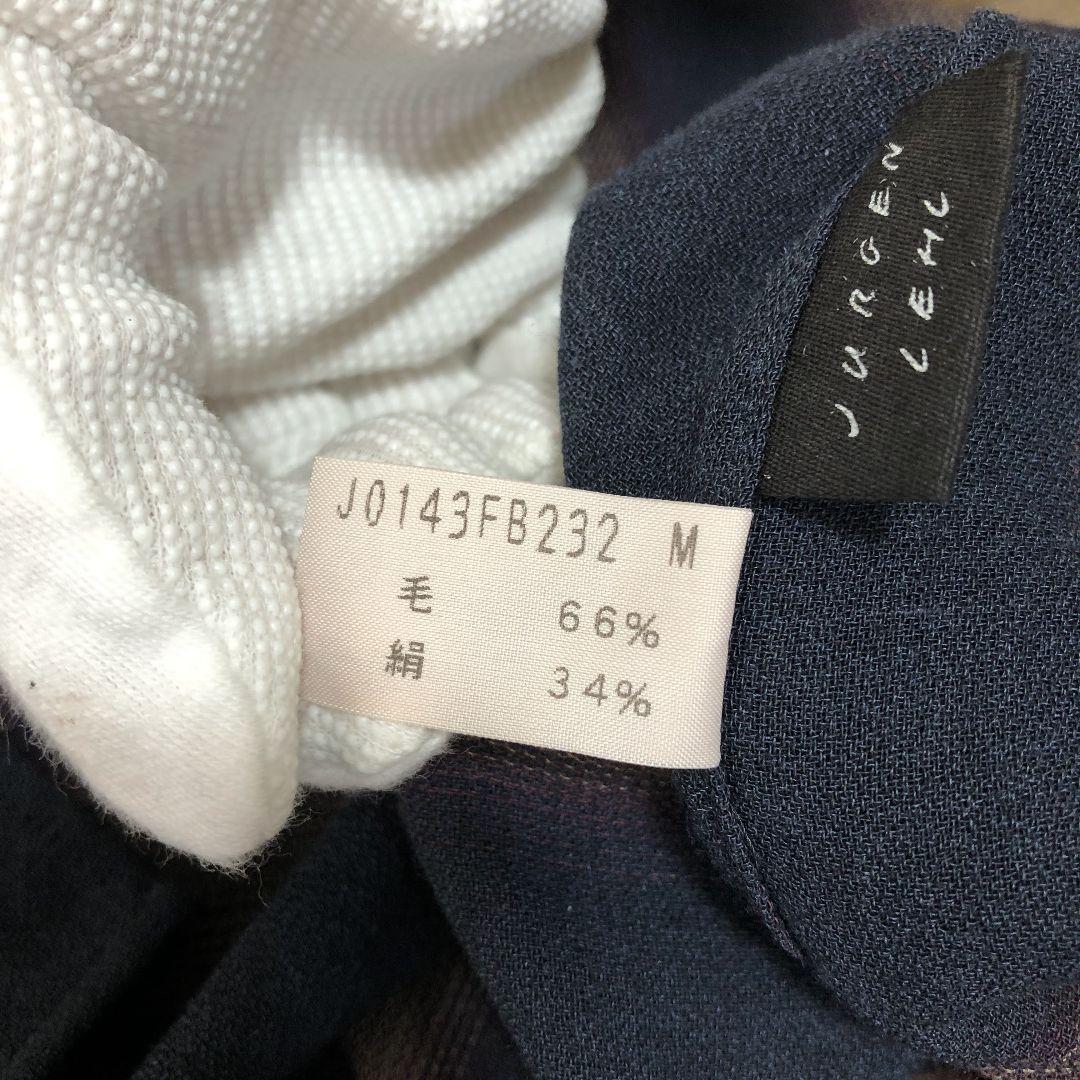 JURGEN
LEHL
J0143FB232 M
毛 66%
絹 34%